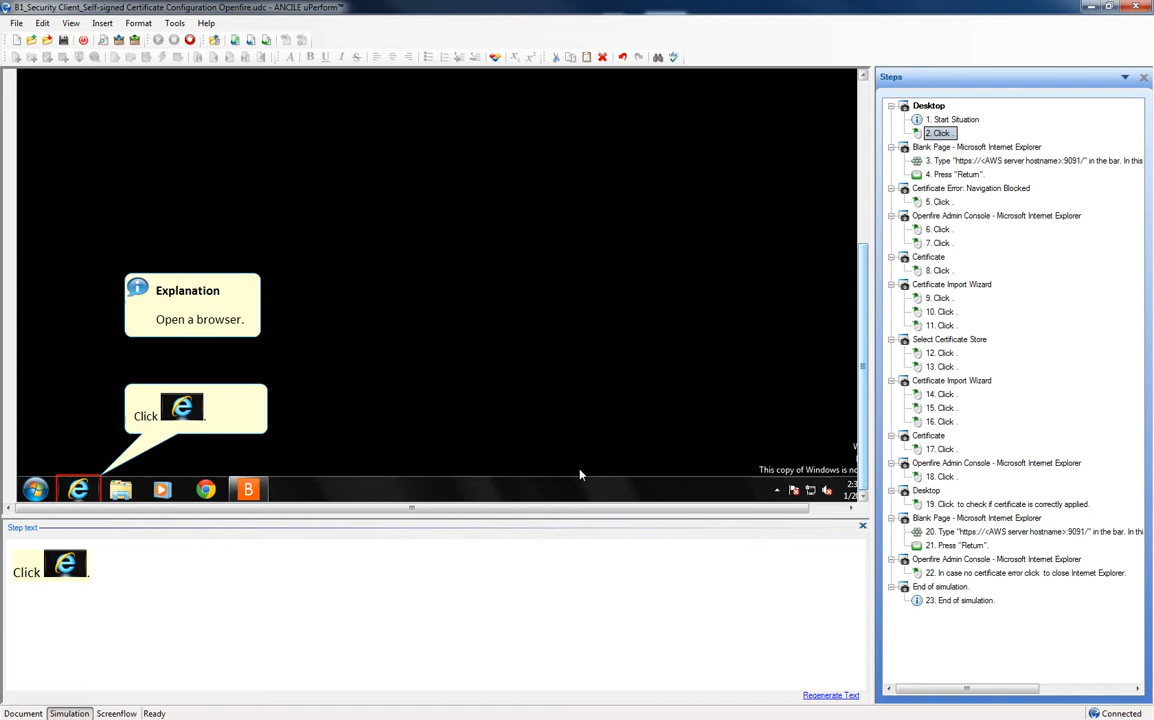 B1_Security Client_Self-signed Certificate Configuration Openfire.udc - ANCILE uPerform™
File Edit View Insert Format Tools Help
Steps
Desktop
1. Start Situation
2. Click .
Blank Page - Microsoft Internet Explorer
3. Type "https://<AWS server hostname>:9091/" in the bar. In this
4. Press "Return".
Certificate Error: Navigation Blocked
5. Click .
Openfire Admin Console - Microsoft Internet Explorer
6. Click .
7. Click .
Certificate
8. Click .
Certificate Import Wizard
9. Click .
10. Click .
11. Click .
Select Certificate Store
12. Click .
13. Click .
Certificate Import Wizard
14. Click .
15. Click .
16. Click .
Certificate
17. Click .
Openfire Admin Console - Microsoft Internet Explorer
18. Click .
Desktop
19. Click to check if certificate is correctly applied.
Blank Page - Microsoft Internet Explorer
20. Type "https://<AWS server hostname>:9091/" in the bar. In this
21. Press "Return".
Openfire Admin Console - Microsoft Internet Explorer
22. In case no certificate error click to close Internet Explorer.
End of simulation.
23. End of simulation.
Explanation
Open a browser.
Click .
This copy of Windows is no
B
2:3
1/2
Step text
Click .
Regenerate Text
Document Simulation Screenflow Ready
Connected